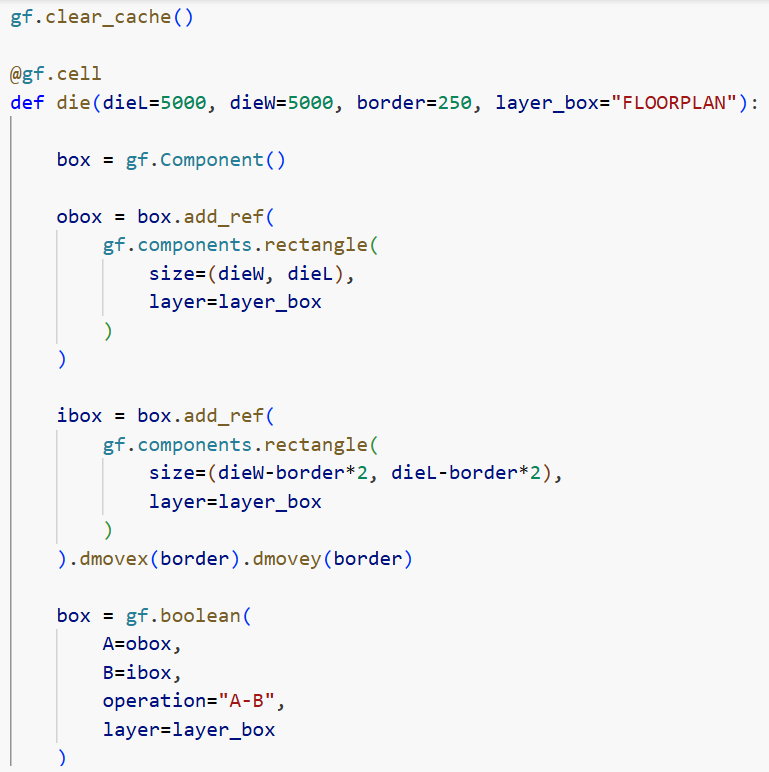 gf.clear_cache()
@gf.cell
def die(dieL=5000, dieW=5000, border=250, layer_box="FLOORPLAN"):
box = gf.Component()
obox = box.add_ref(
gf.components.rectangle(
size=(dieW, dieL),
layer=layer_box
)
)
ibox = box.add_ref(
gf.components.rectangle(
size=(dieW-border*2, dieL-border*2),
layer=layer_box
)
).dmovex(border).dmovey(border)
box = gf.boolean(
A=obox,
B=ibox,
operation="A-B",
layer=layer_box
)